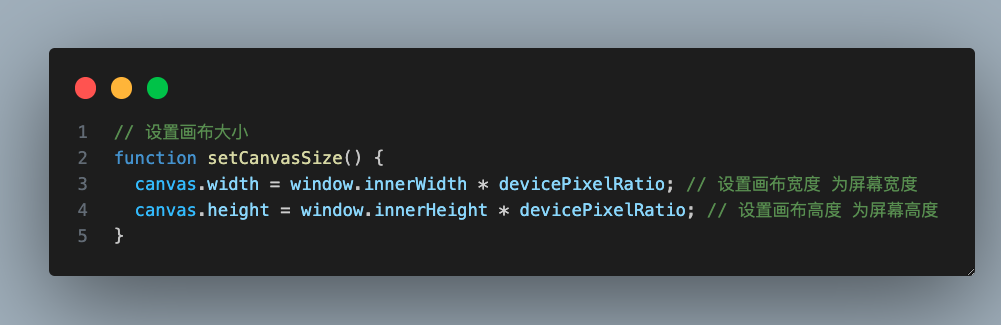 1 // 设置画布大小
2 function setCanvasSize() {
3   canvas.width = window.innerWidth * devicePixelRatio; // 设置画布宽度 为屏幕宽度
4   canvas.height = window.innerHeight * devicePixelRatio; // 设置画布高度 为屏幕高度
5 }